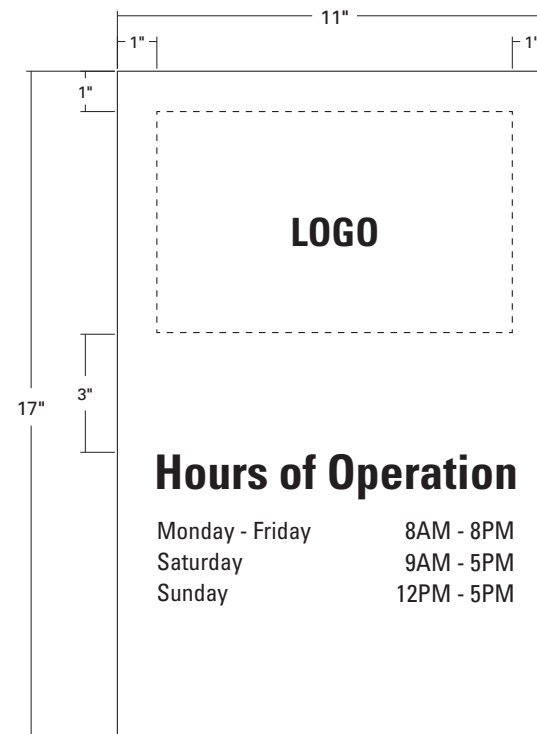 11"
1" 1"
1"
LOGO
3"
17"
Hours of Operation
Monday - Friday 8AM - 8PM
Saturday 9AM - 5PM
Sunday 12PM - 5PM